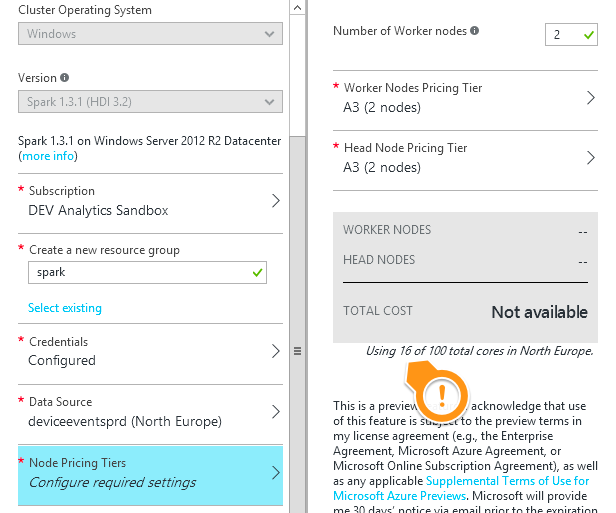 Cluster Operating System
Windows
Version
Spark 1.3.1 (HDI 3.2)
Spark 1.3.1 on Windows Server 2012 R2 Datacenter
(more info)
* Subscription
DEV Analytics Sandbox
* Create a new resource group
spark
Select existing
* Credentials
Configured
* Data Source
deviceeventsprd (North Europe)
* Node Pricing Tiers
Configure required settings
Number of Worker nodes
2
* Worker Nodes Pricing Tier
A3 (2 nodes)
* Head Node Pricing Tier
A3 (2 nodes)
WORKER NODES --
HEAD NODES --
TOTAL COST Not available
Using 16 of 100 total cores in North Europe.
!
This is a preview acknowledge that use
of this feature is subject to the preview terms in
my license agreement (e.g., the Enterprise
Agreement, Microsoft Azure Agreement, or
Microsoft Online Subscription Agreement), as well
as any applicable Supplemental Terms of Use for
Microsoft Azure Previews. Microsoft will provide
me 30 days' notice via email prior to the expiration